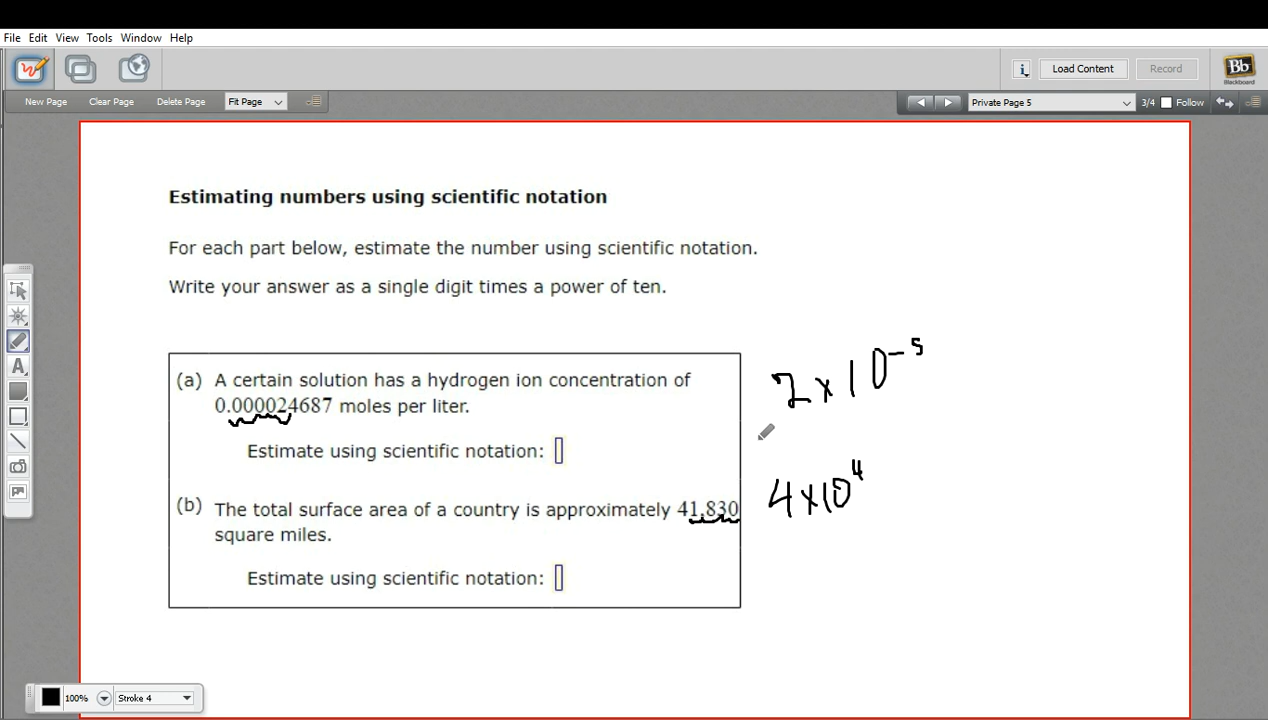 File Edit View Tools Window Help
i Load Content Record Bb Blackboard
New Page Clear Page Delete Page Fit Page Private Page 5 3/4 Follow
Estimating numbers using scientific notation
For each part below, estimate the number using scientific notation.
Write your answer as a single digit times a power of ten.
(a) A certain solution has a hydrogen ion concentration of
0.000024687 moles per liter.
2 x 10⁻⁵
Estimate using scientific notation:
(b) The total surface area of a country is approximately 41,830
square miles.
4 x 10⁴
Estimate using scientific notation:
A
100% Stroke 4